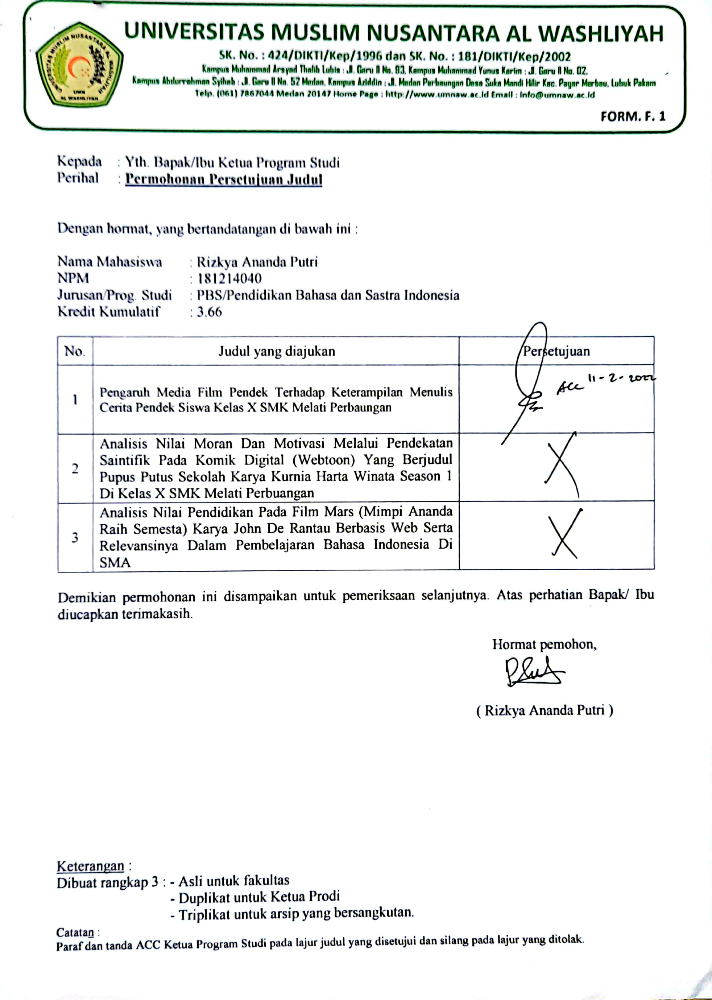 UNIVERSITAS MUSLIM NUSANTARA AL WASHLIYAH
UNIVERSITAS MUSLIM NUSANTARA AL WASHLIYAH
UMN
AL WASHLIYAH
SK. No. : 424/DIKTI/Kep/1996 dan SK. No. : 181/DIKTI/Kep/2002
Kampus Muhammad Arsyad Thalib Lubis : Jl. Garu II No. 93, Kampus Muhammad Yunus Karim : Jl. Garu II No. 02,
Kampus Abdurrahman Syihab : Jl. Garu II No. 52 Medan, Kampus Aziddin : Jl. Medan Perbaungan Desa Suka Mandi Hilir Kec. Pagar Merbau, Lubuk Pakam
Telp. (061) 7867044 Medan 20147 Home Page : http://www.umnaw.ac.id Email : info@umnaw.ac.id
FORM. F. 1
Kepada : Yth. Bapak/Ibu Ketua Program Studi
Perihal : Permohonan Persetujuan Judul
Dengan hormat, yang bertandatangan di bawah ini :
Nama Mahasiswa : Rizkya Ananda Putri
NPM : 181214040
Jurusan/Prog. Studi : PBS/Pendidikan Bahasa dan Sastra Indonesia
Kredit Kumulatif : 3.66
No. Judul yang diajukan Persetujuan
1 Pengaruh Media Film Pendek Terhadap Keterampilan Menulis
Cerita Pendek Siswa Kelas X SMK Melati Perbaungan
ACC 11-2-2022
2 Analisis Nilai Moran Dan Motivasi Melalui Pendekatan
Saintifik Pada Komik Digital (Webtoon) Yang Berjudul
Pupus Putus Sekolah Karya Kurnia Harta Winata Season 1
Di Kelas X SMK Melati Perbuangan
3 Analisis Nilai Pendidikan Pada Film Mars (Mimpi Ananda
Raih Semesta) Karya John De Rantau Berbasis Web Serta
Relevansinya Dalam Pembelajaran Bahasa Indonesia Di
SMA
Demikian permohonan ini disampaikan untuk pemeriksaan selanjutnya. Atas perhatian Bapak/ Ibu
diucapkan terimakasih.
Hormat pemohon,
( Rizkya Ananda Putri )
Keterangan :
Dibuat rangkap 3 : - Asli untuk fakultas
- Duplikat untuk Ketua Prodi
- Triplikat untuk arsip yang bersangkutan.
Catatan :
Paraf dan tanda ACC Ketua Program Studi pada lajur judul yang disetujui dan silang pada lajur yang ditolak.